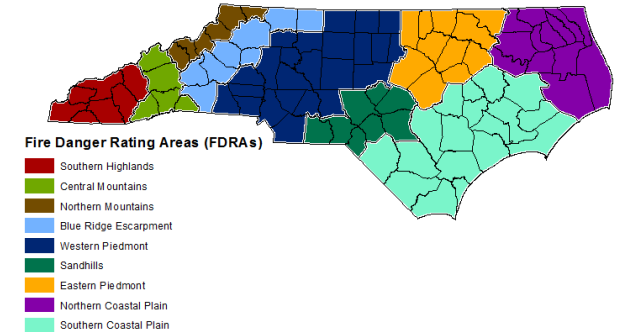 Fire Danger Rating Areas (FDRAs)
Southern Highlands
Central Mountains
Northern Mountains
Blue Ridge Escarpment
Western Piedmont
Sandhills
Eastern Piedmont
Northern Coastal Plain
Southern Coastal Plain